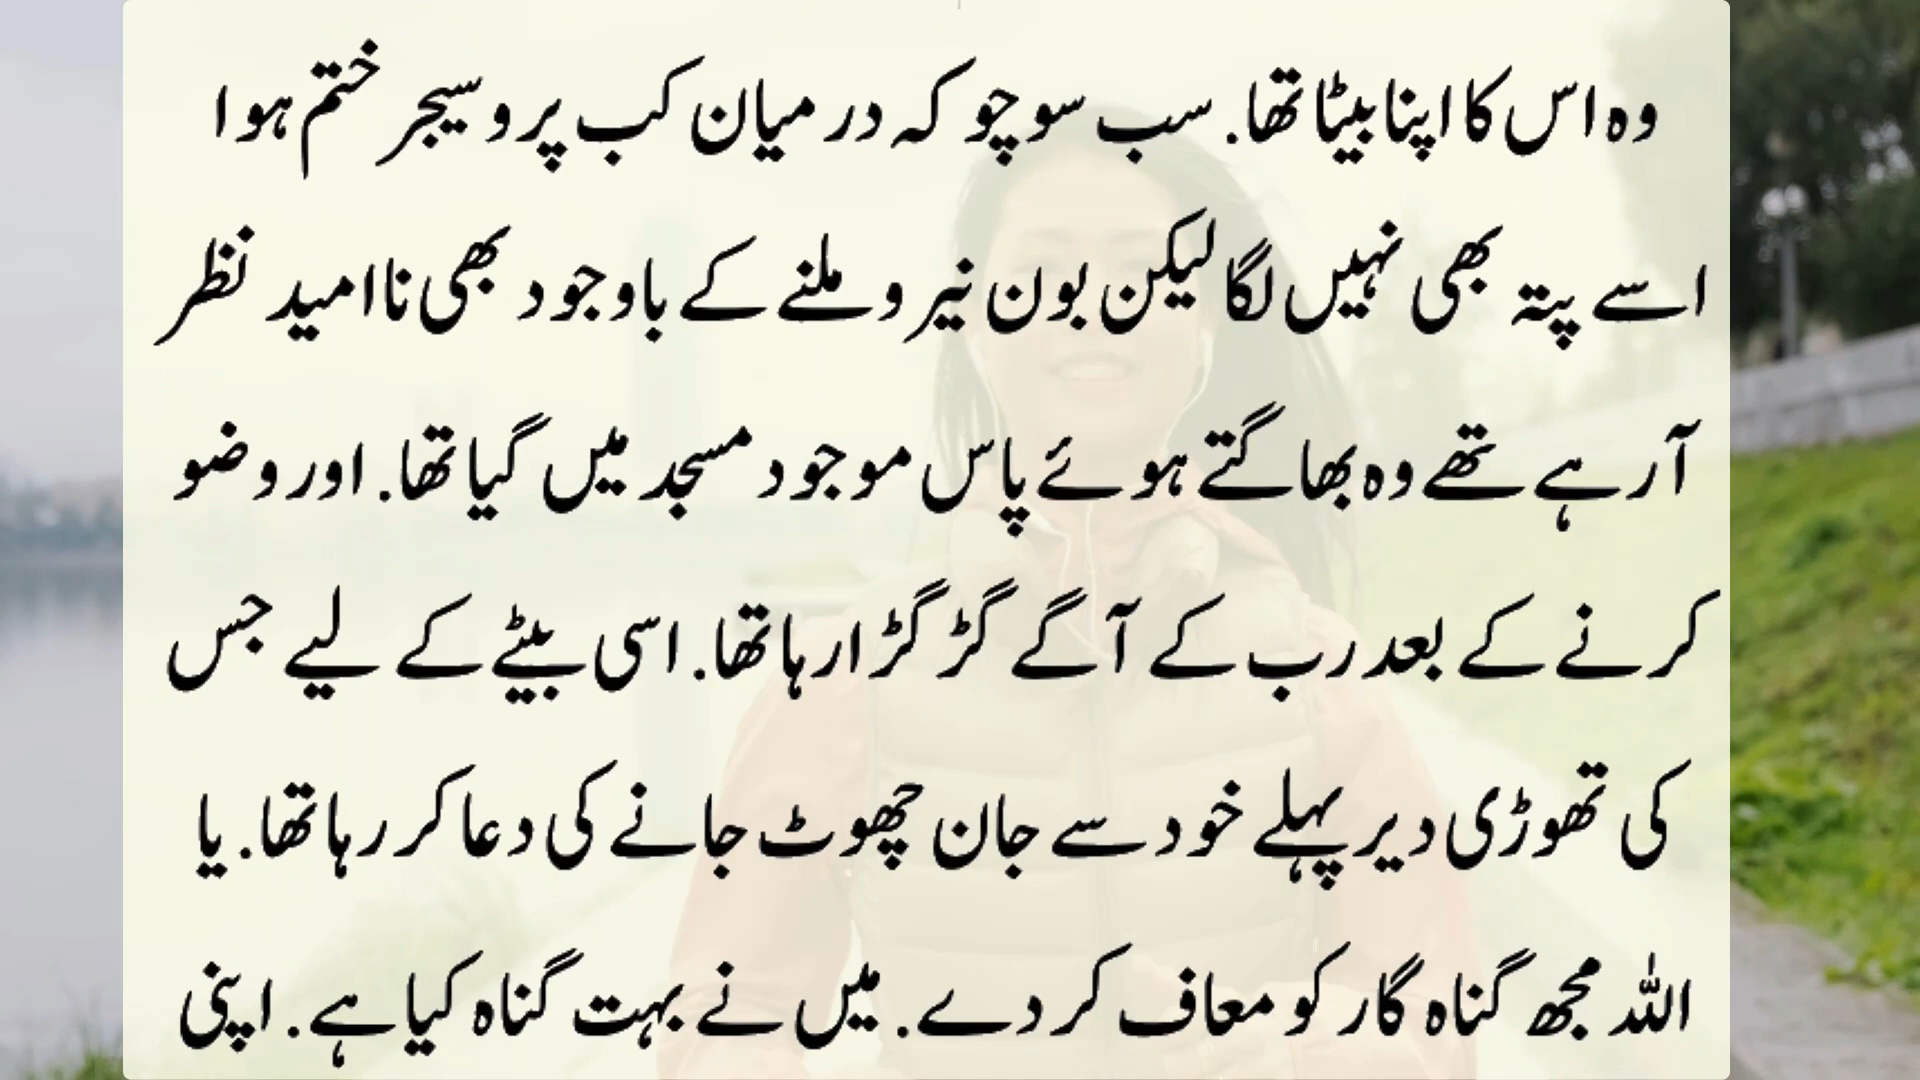 وہ اس کا اپنا بیٹا تھا. سب سوچو کہ درمیان کب پروسیجر ختم ہوا
اسے پتہ بھی نہیں لگا لیکن بون نیرو ملنے کے باوجود بھی ناامید نظر
آرہے تھے وہ بھاگتے ہوئے پاس موجود مسجد میں گیا تھا. اور وضو
کرنے کے بعد رب کے آگے گڑگڑا رہا تھا. اسی بیٹے کے لیے جس
کی تھوڑی دیر پہلے خود سے جان چھوٹ جانے کی دعا کر رہا تھا. یا
اللہ مجھ گناہ گار کو معاف کر دے. میں نے بہت گناہ کیا ہے. اپنی